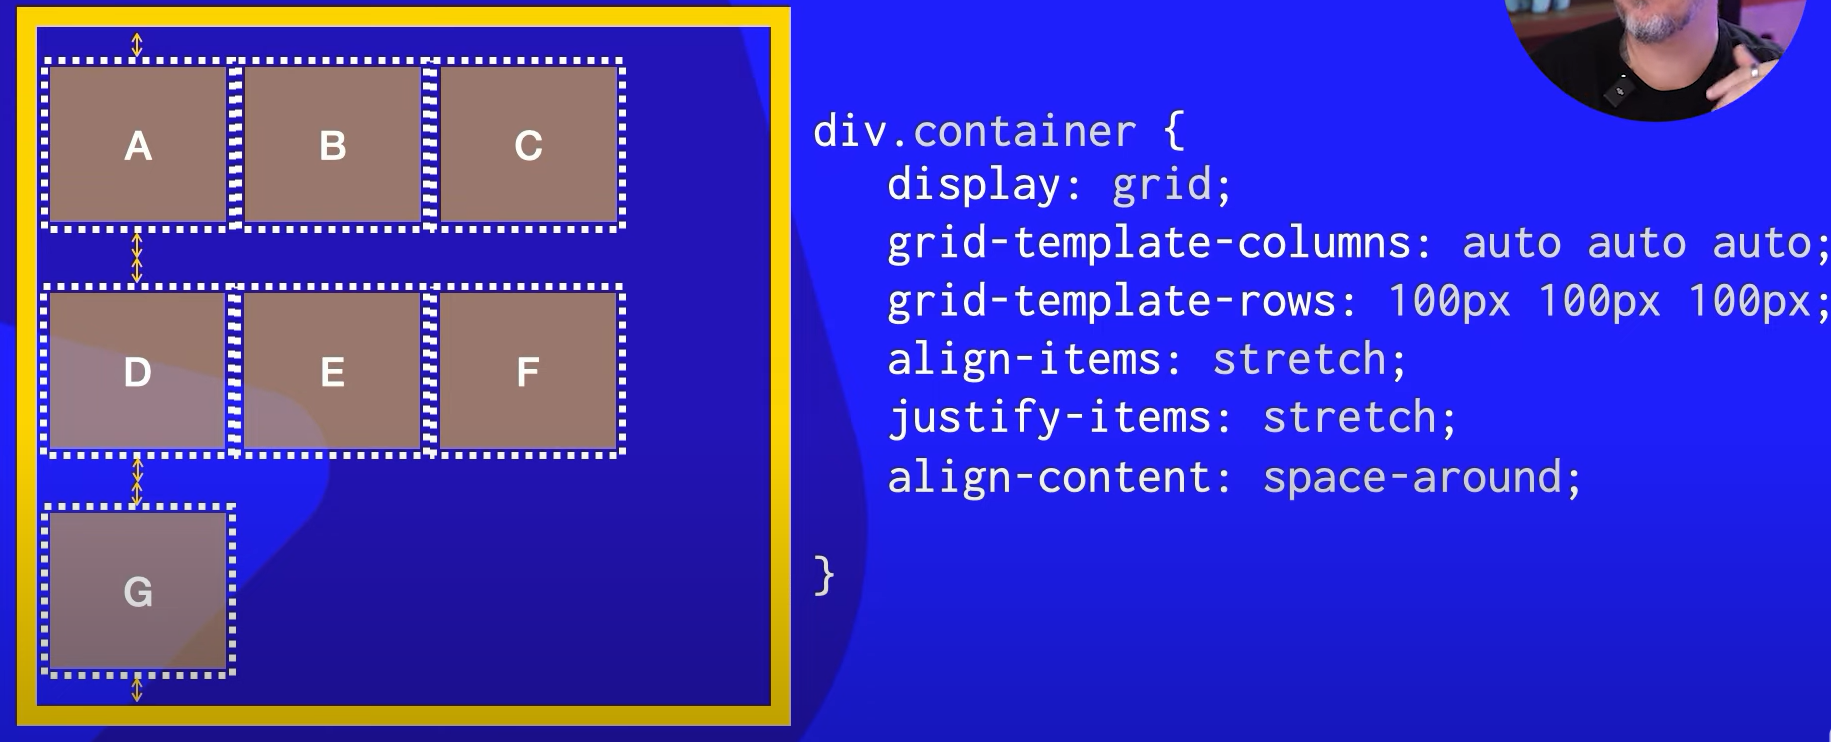 A B C
D E F
G
div.container {
display: grid;
grid-template-columns: auto auto auto;
grid-template-rows: 100px 100px 100px;
align-items: stretch;
justify-items: stretch;
align-content: space-around;
}